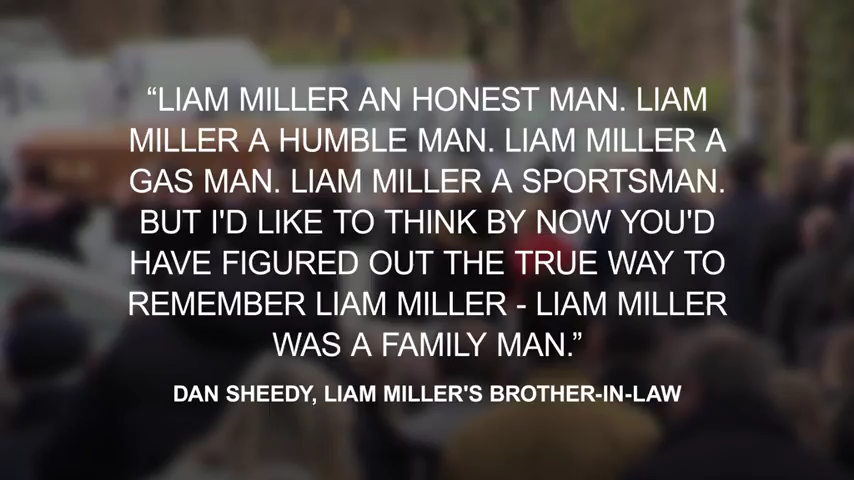 “LIAM MILLER AN HONEST MAN. LIAM
MILLER A HUMBLE MAN. LIAM MILLER A
GAS MAN. LIAM MILLER A SPORTSMAN.
BUT I'D LIKE TO THINK BY NOW YOU'D
HAVE FIGURED OUT THE TRUE WAY TO
REMEMBER LIAM MILLER - LIAM MILLER
WAS A FAMILY MAN.”
DAN SHEEDY, LIAM MILLER'S BROTHER-IN-LAW